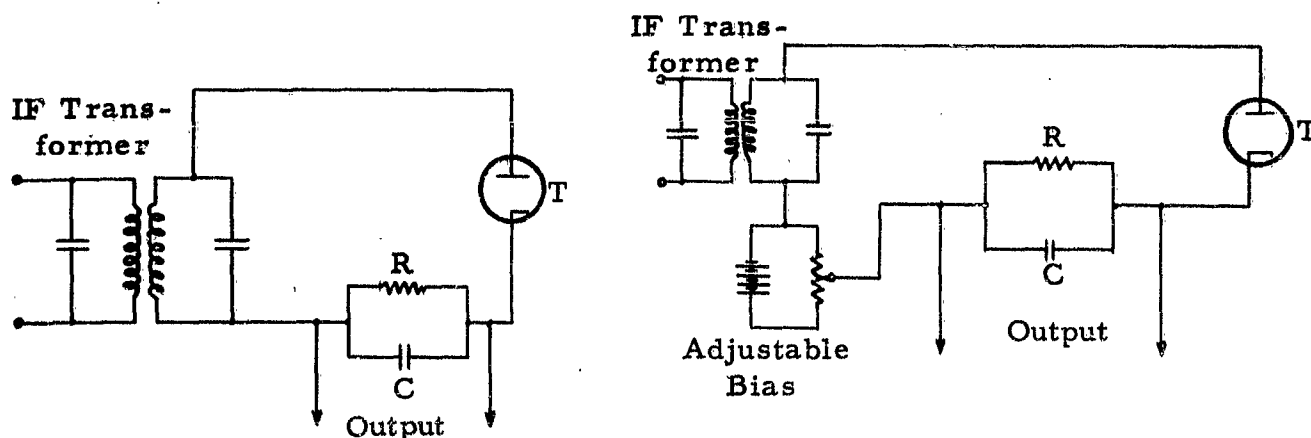 IF Trans-
former
T
R
C
Output
IF Trans-
former
T
R
C
Output
Adjustable
Bias